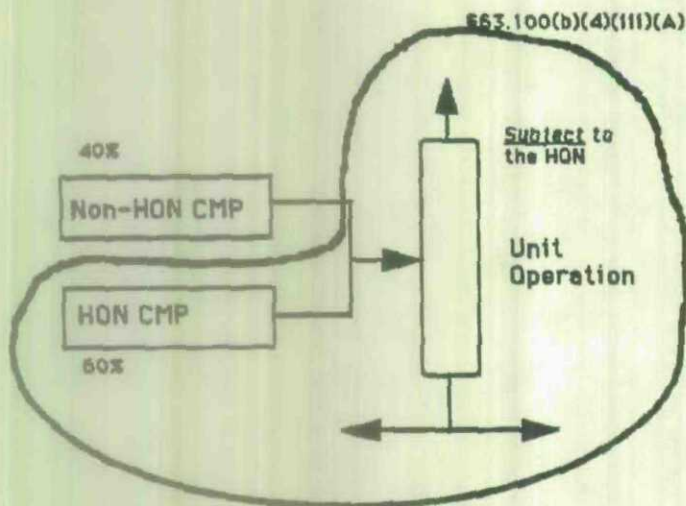 §63.100(b)(4)(iii)(A)
40%
Subject to
the HON
Non-HON CMP
Unit
Operation
HON CMP
60%